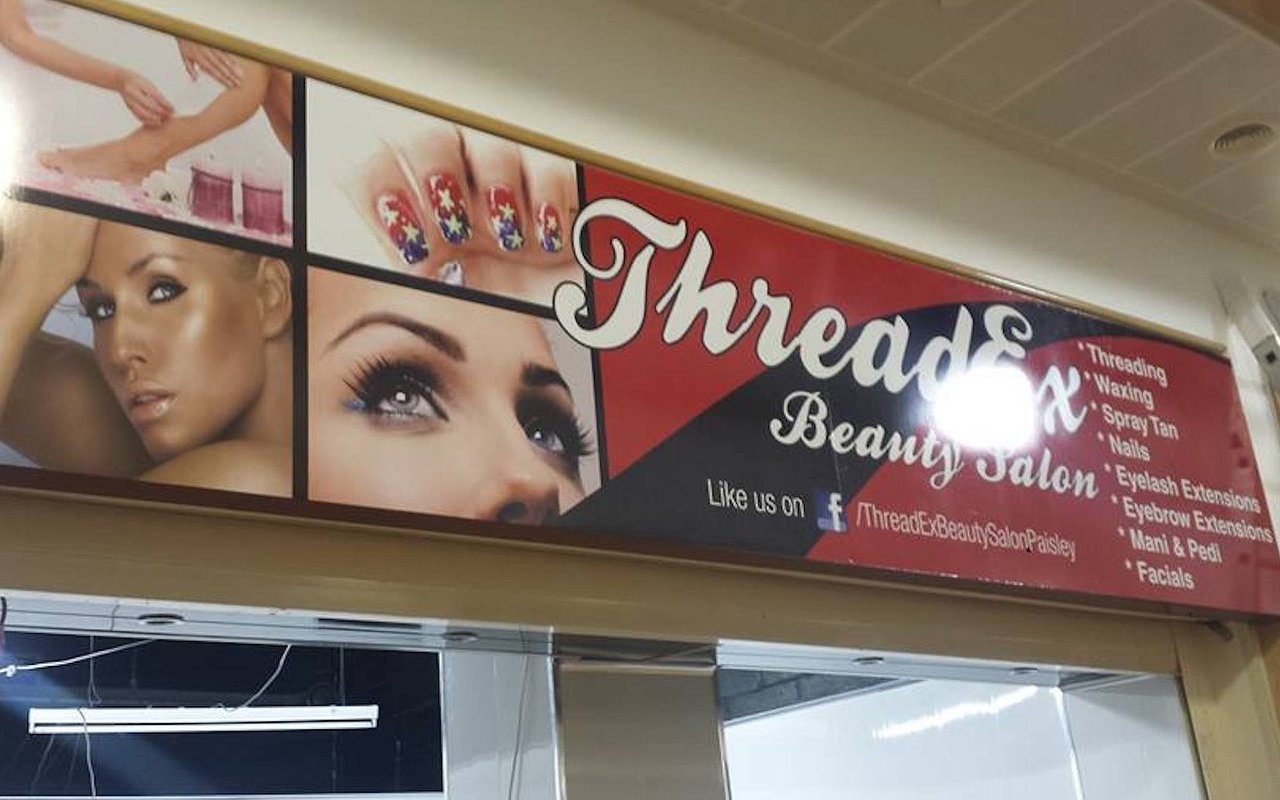 ThreadEx
Beauty Salon
Like us on f /ThreadExBeautySalonPaisley
* Threading
* Waxing
* Spray Tan
* Nails
* Eyelash Extensions
* Eyebrow Extensions
* Mani & Pedi
* Facials